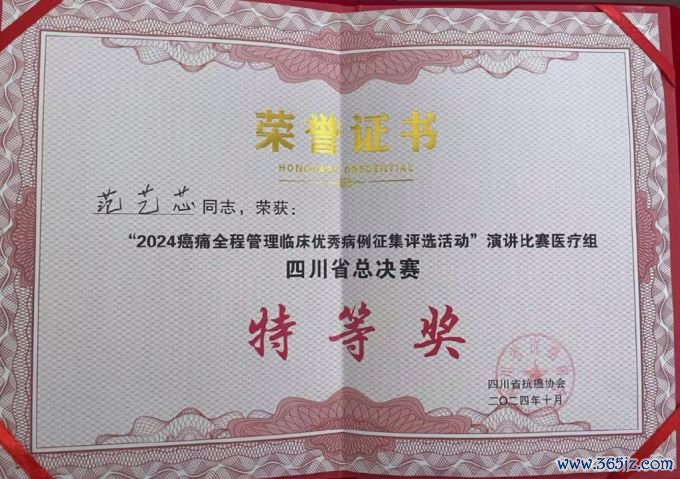 荣誉证书
HONORARY CREDENTIAL
范艺芯同志，荣获：
“2024癌痛全程管理临床优秀病例征集评选活动”演讲比赛医疗组
四川省总决赛
特等奖
四川省抗癌协会
二〇二四年十月
www.365jz.com